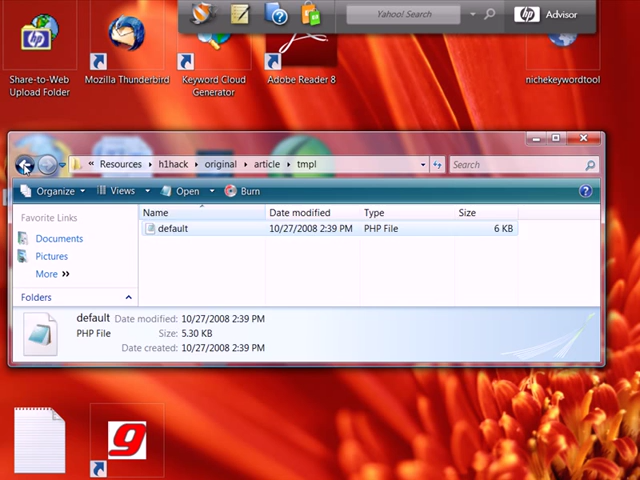 Yahoo! Search
hp Advisor
Share-to-Web
Upload Folder
Mozilla Thunderbird
Keyword Cloud
Generator
Adobe Reader 8
nichekeywordtool
« Resources h1hack original article tmpl
Search
Organize Views Open Burn
Favorite Links
Documents
Pictures
More »
Folders
Name Date modified Type Size
default 10/27/2008 2:39 PM PHP File 6 KB
default Date modified: 10/27/2008 2:39 PM
PHP File Size: 5.30 KB
Date created: 10/27/2008 2:39 PM